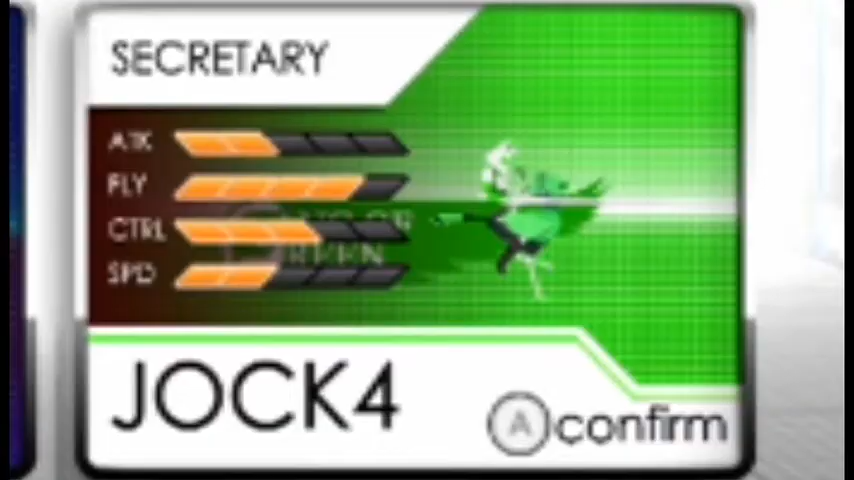 SECRETARY
ATK
FLY
CTRL
SPD
JOCK4
A confirm